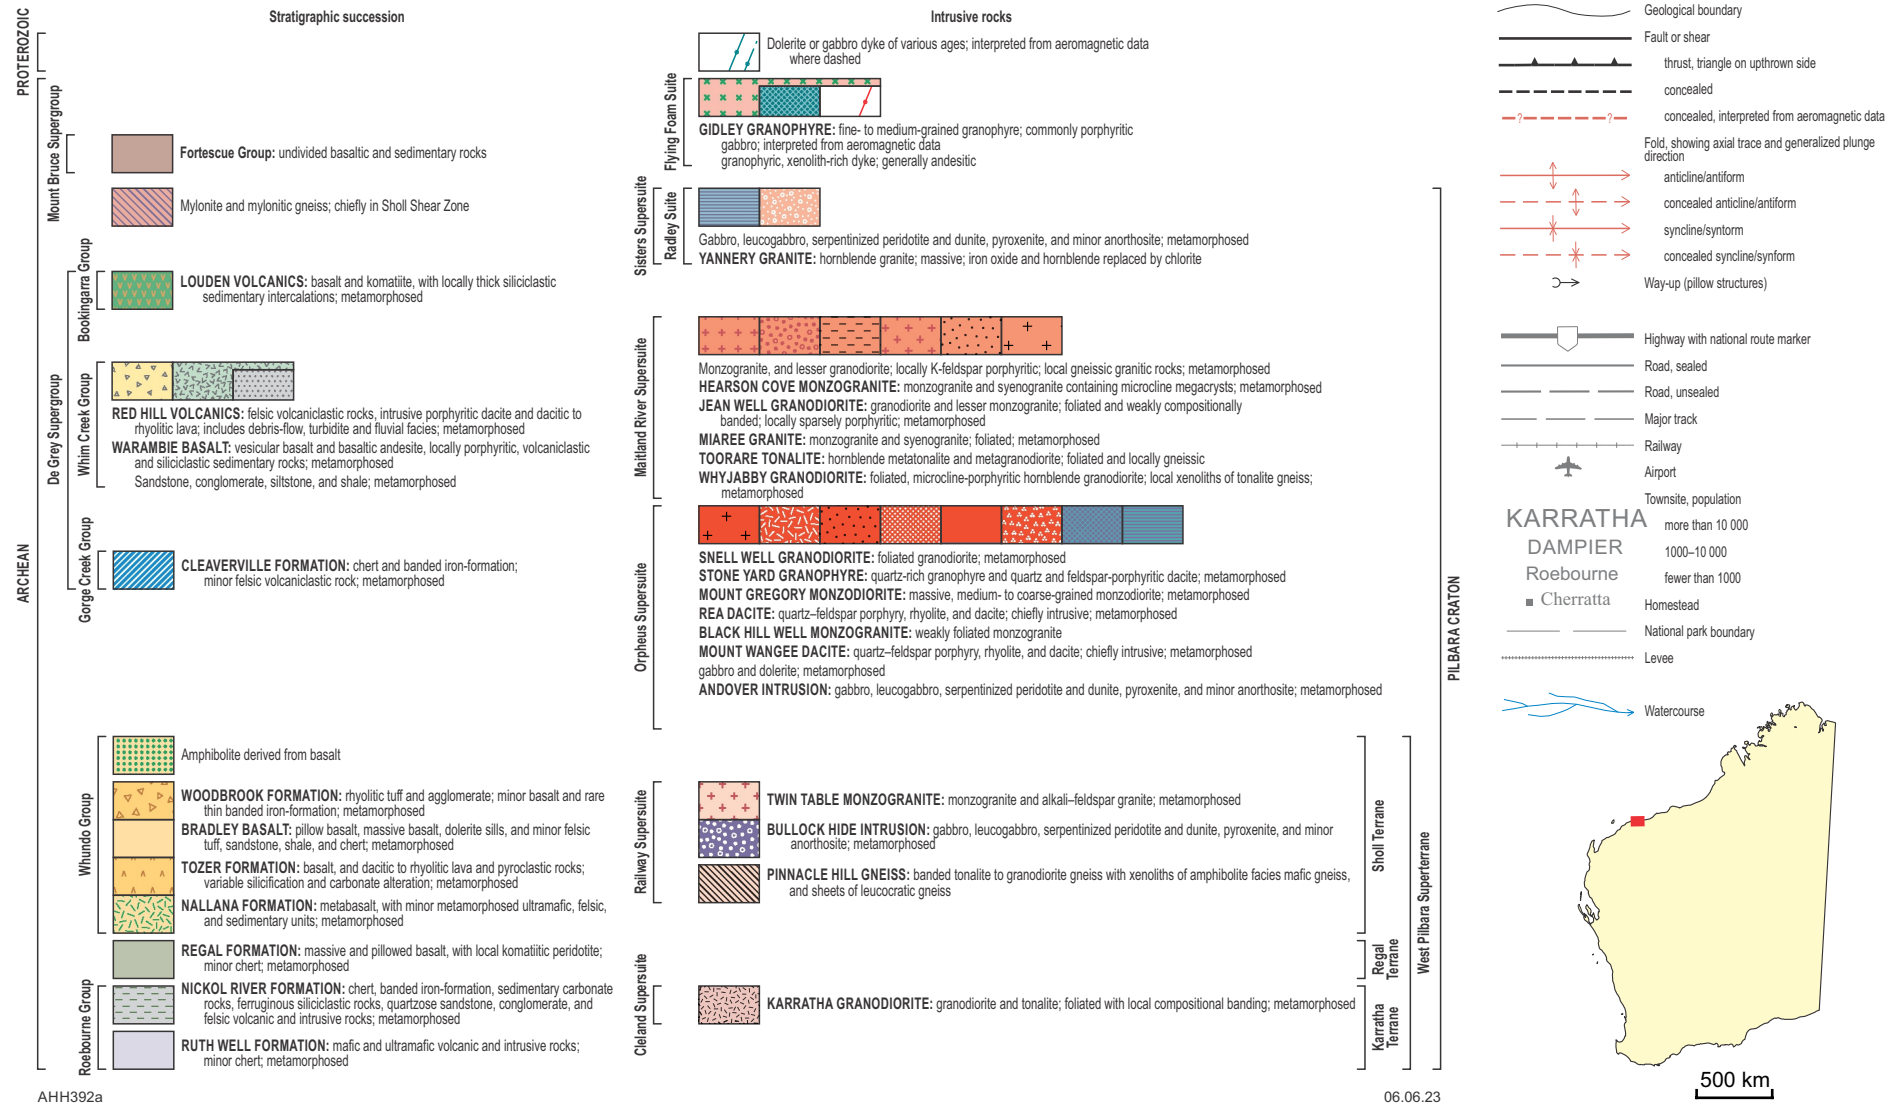 Stratigraphic succession
Intrusive rocks
PROTEROZOIC
ARCHEAN
Mount Bruce Supergroup
Fortescue Group: undivided basaltic and sedimentary rocks
Mylonite and mylonitic gneiss; chiefly in Sholl Shear Zone
De Grey Supergroup
Bookingarra Group
LOUDEN VOLCANICS: basalt and komatiite, with locally thick siliciclastic
sedimentary intercalations; metamorphosed
Whim Creek Group
RED HILL VOLCANICS: felsic volcaniclastic rocks, intrusive porphyritic dacite and dacitic to
rhyolitic lava; includes debris-flow, turbidite and fluvial facies; metamorphosed
WARAMBIE BASALT: vesicular basalt and basaltic andesite, locally porphyritic, volcaniclastic
and siliciclastic sedimentary rocks; metamorphosed
Sandstone, conglomerate, siltstone, and shale; metamorphosed
Gorge Creek Group
CLEAVERVILLE FORMATION: chert and banded iron-formation;
minor felsic volcaniclastic rock; metamorphosed
Whundo Group
Amphibolite derived from basalt
WOODBROOK FORMATION: rhyolitic tuff and agglomerate; minor basalt and rare
thin banded iron-formation; metamorphosed
BRADLEY BASALT: pillow basalt, massive basalt, dolerite sills, and minor felsic
tuff, sandstone, shale, and chert; metamorphosed
TOZER FORMATION: basalt, and dacitic to rhyolitic lava and pyroclastic rocks;
variable silicification and carbonate alteration; metamorphosed
NALLANA FORMATION: metabasalt, with minor metamorphosed ultramafic, felsic,
and sedimentary units; metamorphosed
REGAL FORMATION: massive and pillowed basalt, with local komatiitic peridotite;
minor chert; metamorphosed
Roebourne Group
NICKOL RIVER FORMATION: chert, banded iron-formation, sedimentary carbonate
rocks, ferruginous siliciclastic rocks, quartzose sandstone, conglomerate, and
felsic volcanic and intrusive rocks; metamorphosed
RUTH WELL FORMATION: mafic and ultramafic volcanic and intrusive rocks;
minor chert; metamorphosed
AHH392a
Dolerite or gabbro dyke of various ages; interpreted from aeromagnetic data
where dashed
Flying Foam Suite
GIDLEY GRANOPHYRE: fine- to medium-grained granophyre; commonly porphyritic
gabbro; interpreted from aeromagnetic data
granophyric, xenolith-rich dyke; generally andesitic
Sisters Supersuite
Radley Suite
Gabbro, leucogabbro, serpentinized peridotite and dunite, pyroxenite, and minor anorthosite; metamorphosed
YANNERY GRANITE: hornblende granite; massive; iron oxide and hornblende replaced by chlorite
Maitland River Supersuite
Monzogranite, and lesser granodiorite; locally K-feldspar porphyritic; local gneissic granitic rocks; metamorphosed
HEARSON COVE MONZOGRANITE: monzogranite and syenogranite containing microcline megacrysts; metamorphosed
JEAN WELL GRANODIORITE: granodiorite and lesser monzogranite; foliated and weakly compositionally
banded; locally sparsely porphyritic; metamorphosed
MIAREE GRANITE: monzogranite and syenogranite; foliated; metamorphosed
TOORARE TONALITE: hornblende metatonalite and metagranodiorite; foliated and locally gneissic
WHYJABBY GRANODIORITE: foliated, microcline-porphyritic hornblende granodiorite; local xenoliths of tonalite gneiss;
metamorphosed
Orpheus Supersuite
SNELL WELL GRANODIORITE: foliated granodiorite; metamorphosed
STONE YARD GRANOPHYRE: quartz-rich granophyre and quartz and feldspar-porphyritic dacite; metamorphosed
MOUNT GREGORY MONZODIORITE: massive, medium- to coarse-grained monzodiorite; metamorphosed
REA DACITE: quartz–feldspar porphyry, rhyolite, and dacite; chiefly intrusive; metamorphosed
BLACK HILL WELL MONZOGRANITE: weakly foliated monzogranite
MOUNT WANGEE DACITE: quartz–feldspar porphyry, rhyolite, and dacite; chiefly intrusive; metamorphosed
gabbro and dolerite; metamorphosed
ANDOVER INTRUSION: gabbro, leucogabbro, serpentinized peridotite and dunite, pyroxenite, and minor anorthosite; metamorphosed
Railway Supersuite
TWIN TABLE MONZOGRANITE: monzogranite and alkali–feldspar granite; metamorphosed
BULLOCK HIDE INTRUSION: gabbro, leucogabbro, serpentinized peridotite and dunite, pyroxenite, and minor
anorthosite; metamorphosed
PINNACLE HILL GNEISS: banded tonalite to granodiorite gneiss with xenoliths of amphibolite facies mafic gneiss,
and sheets of leucocratic gneiss
Cleland Supersuite
KARRATHA GRANODIORITE: granodiorite and tonalite; foliated with local compositional banding; metamorphosed
Sholl Terrane
Regal
Terrane
Karratha
Terrane
West Pilbara Superterrane
PILBARA CRATON
06.06.23
Geological boundary
Fault or shear
thrust, triangle on upthrown side
concealed
? ? concealed, interpreted from aeromagnetic data
Fold, showing axial trace and generalized plunge
direction
anticline/antiform
concealed anticline/antiform
syncline/syntorm
concealed syncline/synform
Way-up (pillow structures)
Highway with national route marker
Road, sealed
Road, unsealed
Major track
Railway
Airport
Townsite, population
KARRATHA more than 10 000
DAMPIER 1000–10 000
Roebourne fewer than 1000
Cherratta Homestead
National park boundary
Levee
Watercourse
500 km